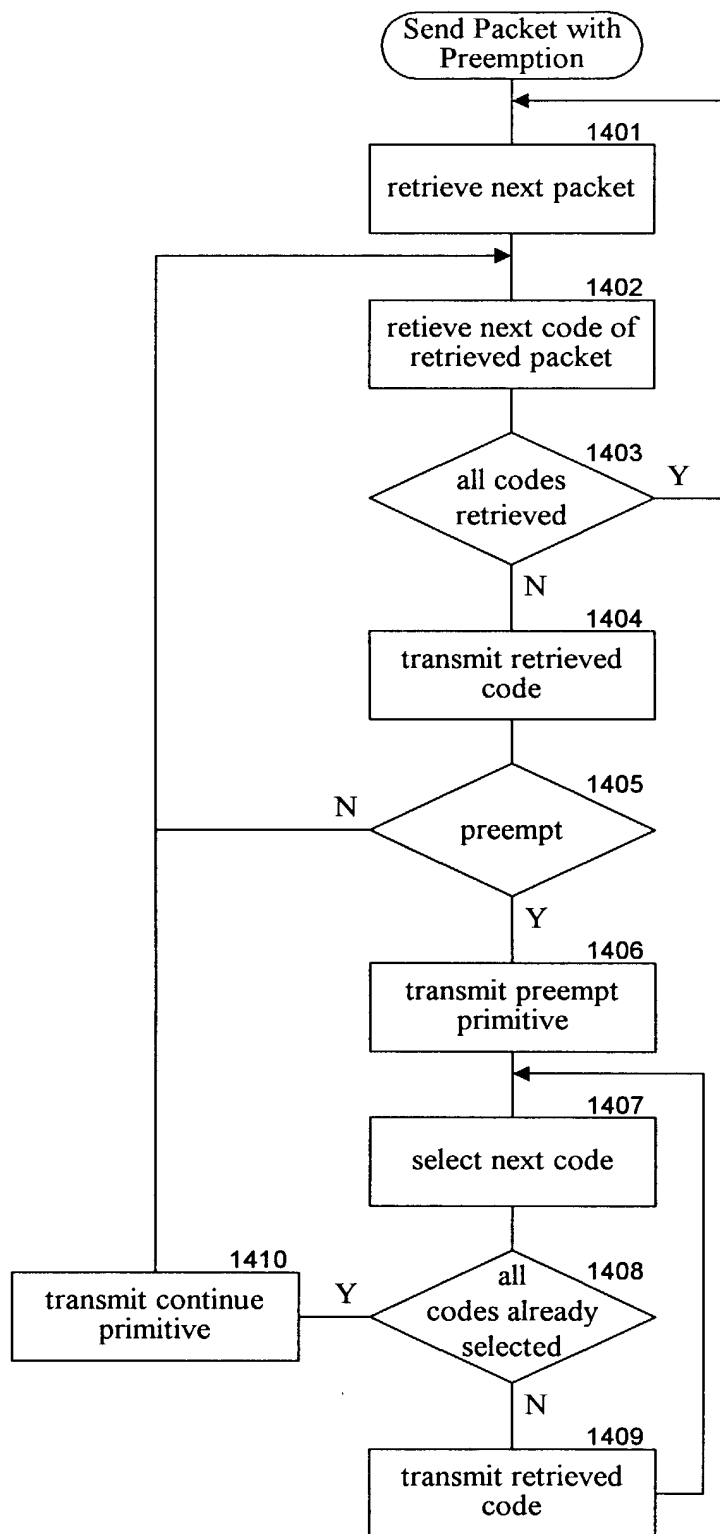 Send Packet with
Preemption
1401
retrieve next packet
1402
retieve next code of
retrieved packet
1403
all codes
retrieved
Y
N
1404
transmit retrieved
code
1405
preempt
N
Y
1406
transmit preempt
primitive
1407
select next code
1408
all
codes already
selected
Y
N
1410
transmit continue
primitive
1409
transmit retrieved
code